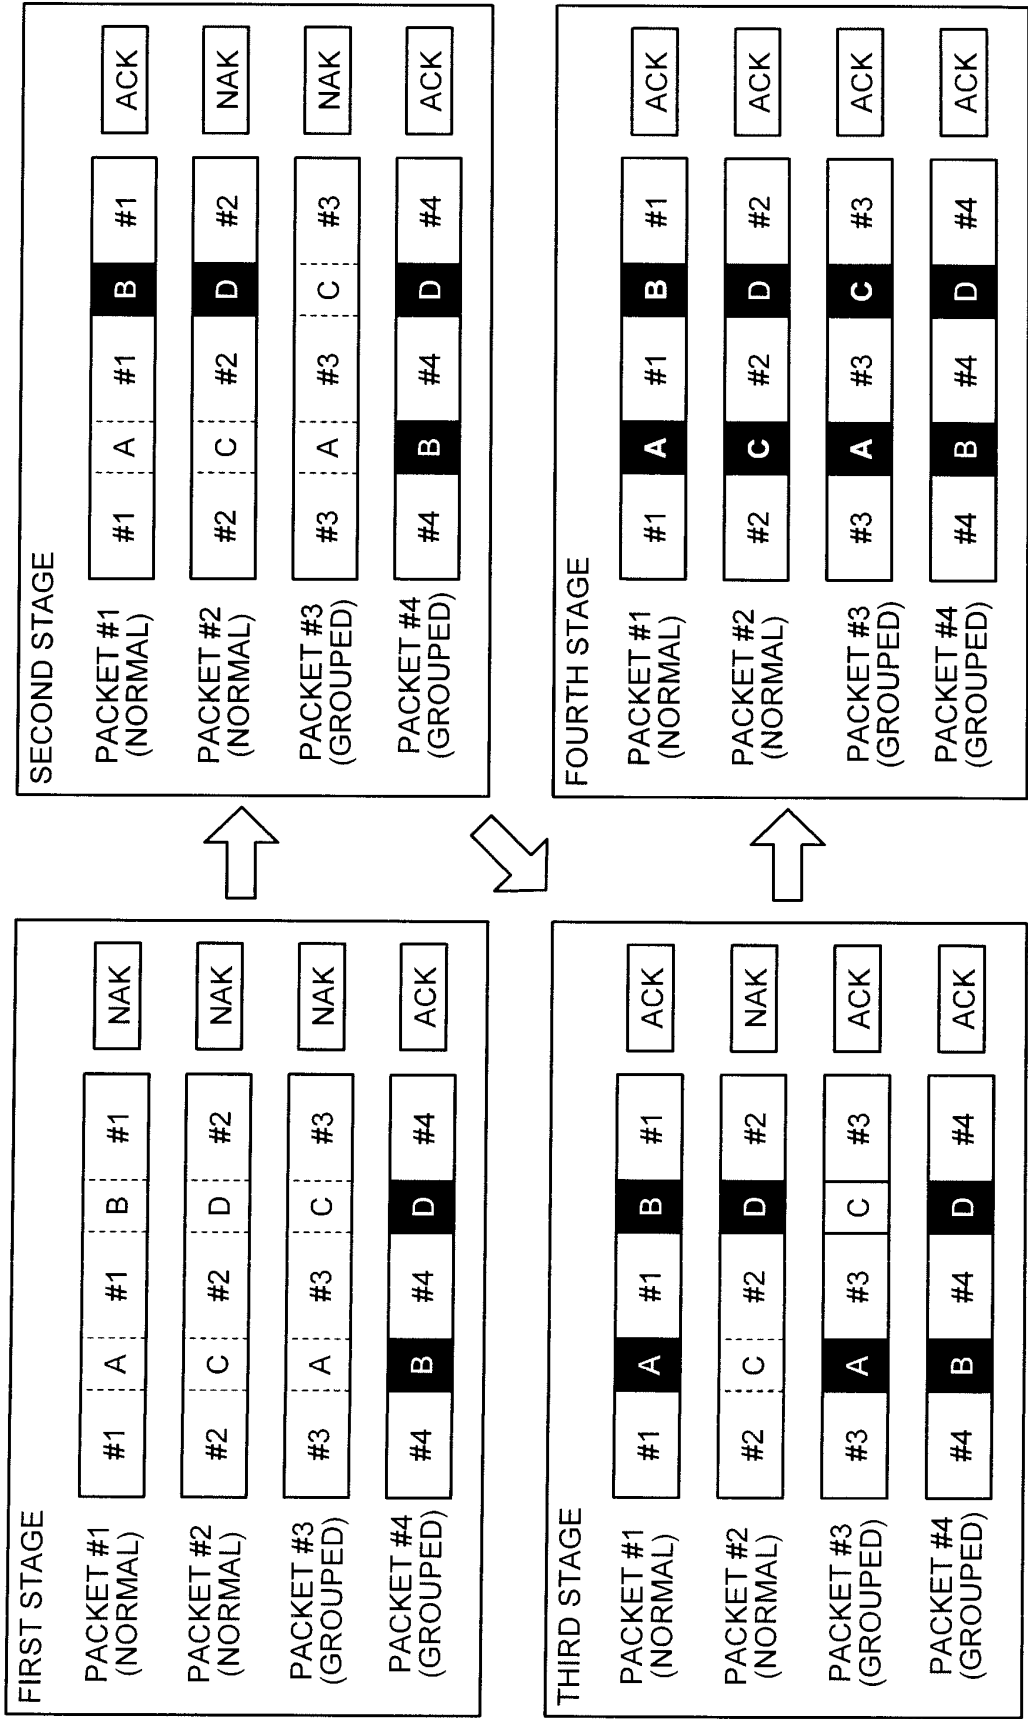 FIRST STAGE
PACKET #1
(NORMAL)
#1 A #1 B #1 NAK
PACKET #2
(NORMAL)
#2 C #2 D #2 NAK
PACKET #3
(GROUPED)
#3 A #3 C #3 NAK
PACKET #4
(GROUPED)
#4 B #4 D #4 ACK
SECOND STAGE
PACKET #1
(NORMAL)
#1 A #1 B #1 ACK
PACKET #2
(NORMAL)
#2 C #2 D #2 NAK
PACKET #3
(GROUPED)
#3 A #3 C #3 NAK
PACKET #4
(GROUPED)
#4 B #4 D #4 ACK
THIRD STAGE
PACKET #1
(NORMAL)
#1 A #1 B #1 ACK
PACKET #2
(NORMAL)
#2 C #2 D #2 NAK
PACKET #3
(GROUPED)
#3 A #3 C #3 ACK
PACKET #4
(GROUPED)
#4 B #4 D #4 ACK
FOURTH STAGE
PACKET #1
(NORMAL)
#1 A #1 B #1 ACK
PACKET #2
(NORMAL)
#2 C #2 D #2 ACK
PACKET #3
(GROUPED)
#3 A #3 C #3 ACK
PACKET #4
(GROUPED)
#4 B #4 D #4 ACK